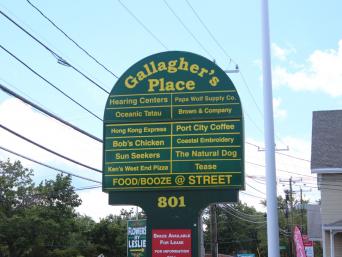 Gallagher's
Place
Hearing Centers Papa Wolf Supply Co.
Oceanic Tatau Brown & Company
Hong Kong Express Port City Coffee
Bob's Chicken Coastal Embroidery
Sun Seekers The Natural Dog
Ken's West End Pizza Tease
FOOD/BOOZE @ STREET
801
FLOWERS
BY
LESLIE
SPACE AVAILABLE
FOR LEASE
FOR INFORMATION